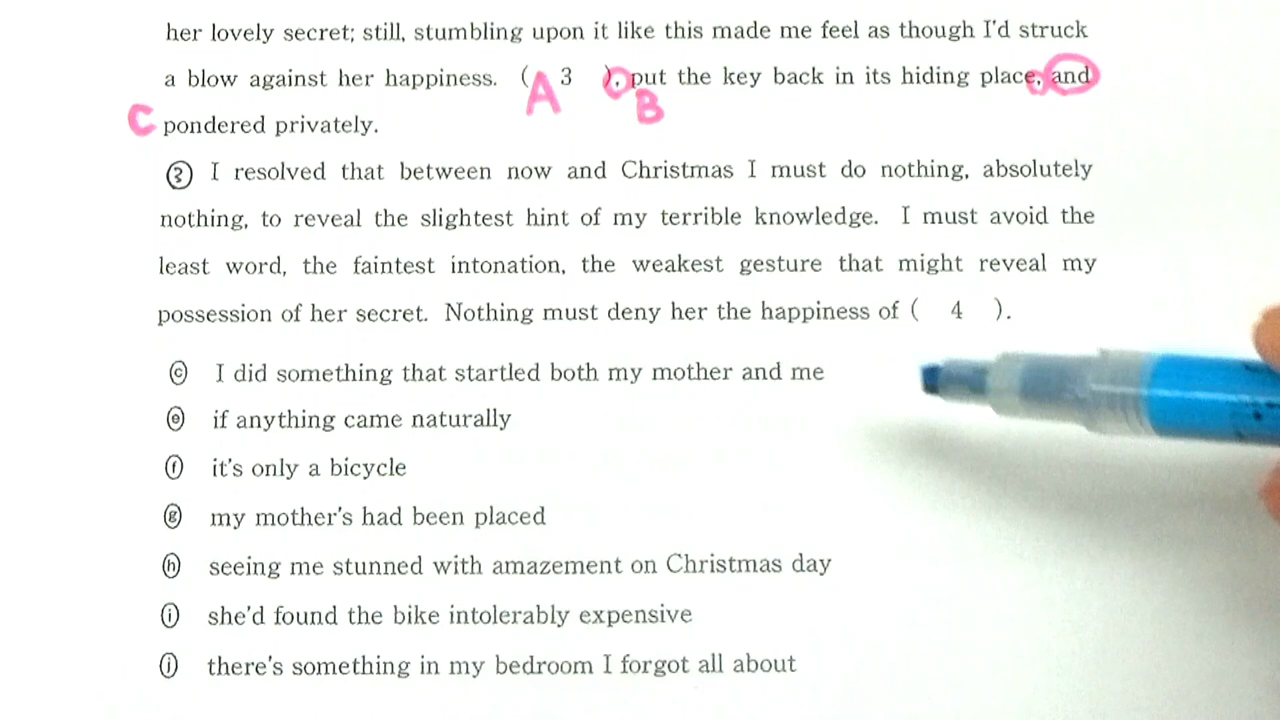 her lovely secret; still, stumbling upon it like this made me feel as though I'd struck
a blow against her happiness. ( A 3 ), put the key back in its hiding place, and
B
C pondered privately.
③ I resolved that between now and Christmas I must do nothing, absolutely
nothing, to reveal the slightest hint of my terrible knowledge. I must avoid the
least word, the faintest intonation, the weakest gesture that might reveal my
possession of her secret. Nothing must deny her the happiness of ( 4 ).
ⓒ I did something that startled both my mother and me
ⓔ if anything came naturally
ⓕ it's only a bicycle
ⓖ my mother's had been placed
ⓗ seeing me stunned with amazement on Christmas day
ⓘ she'd found the bike intolerably expensive
ⓙ there's something in my bedroom I forgot all about